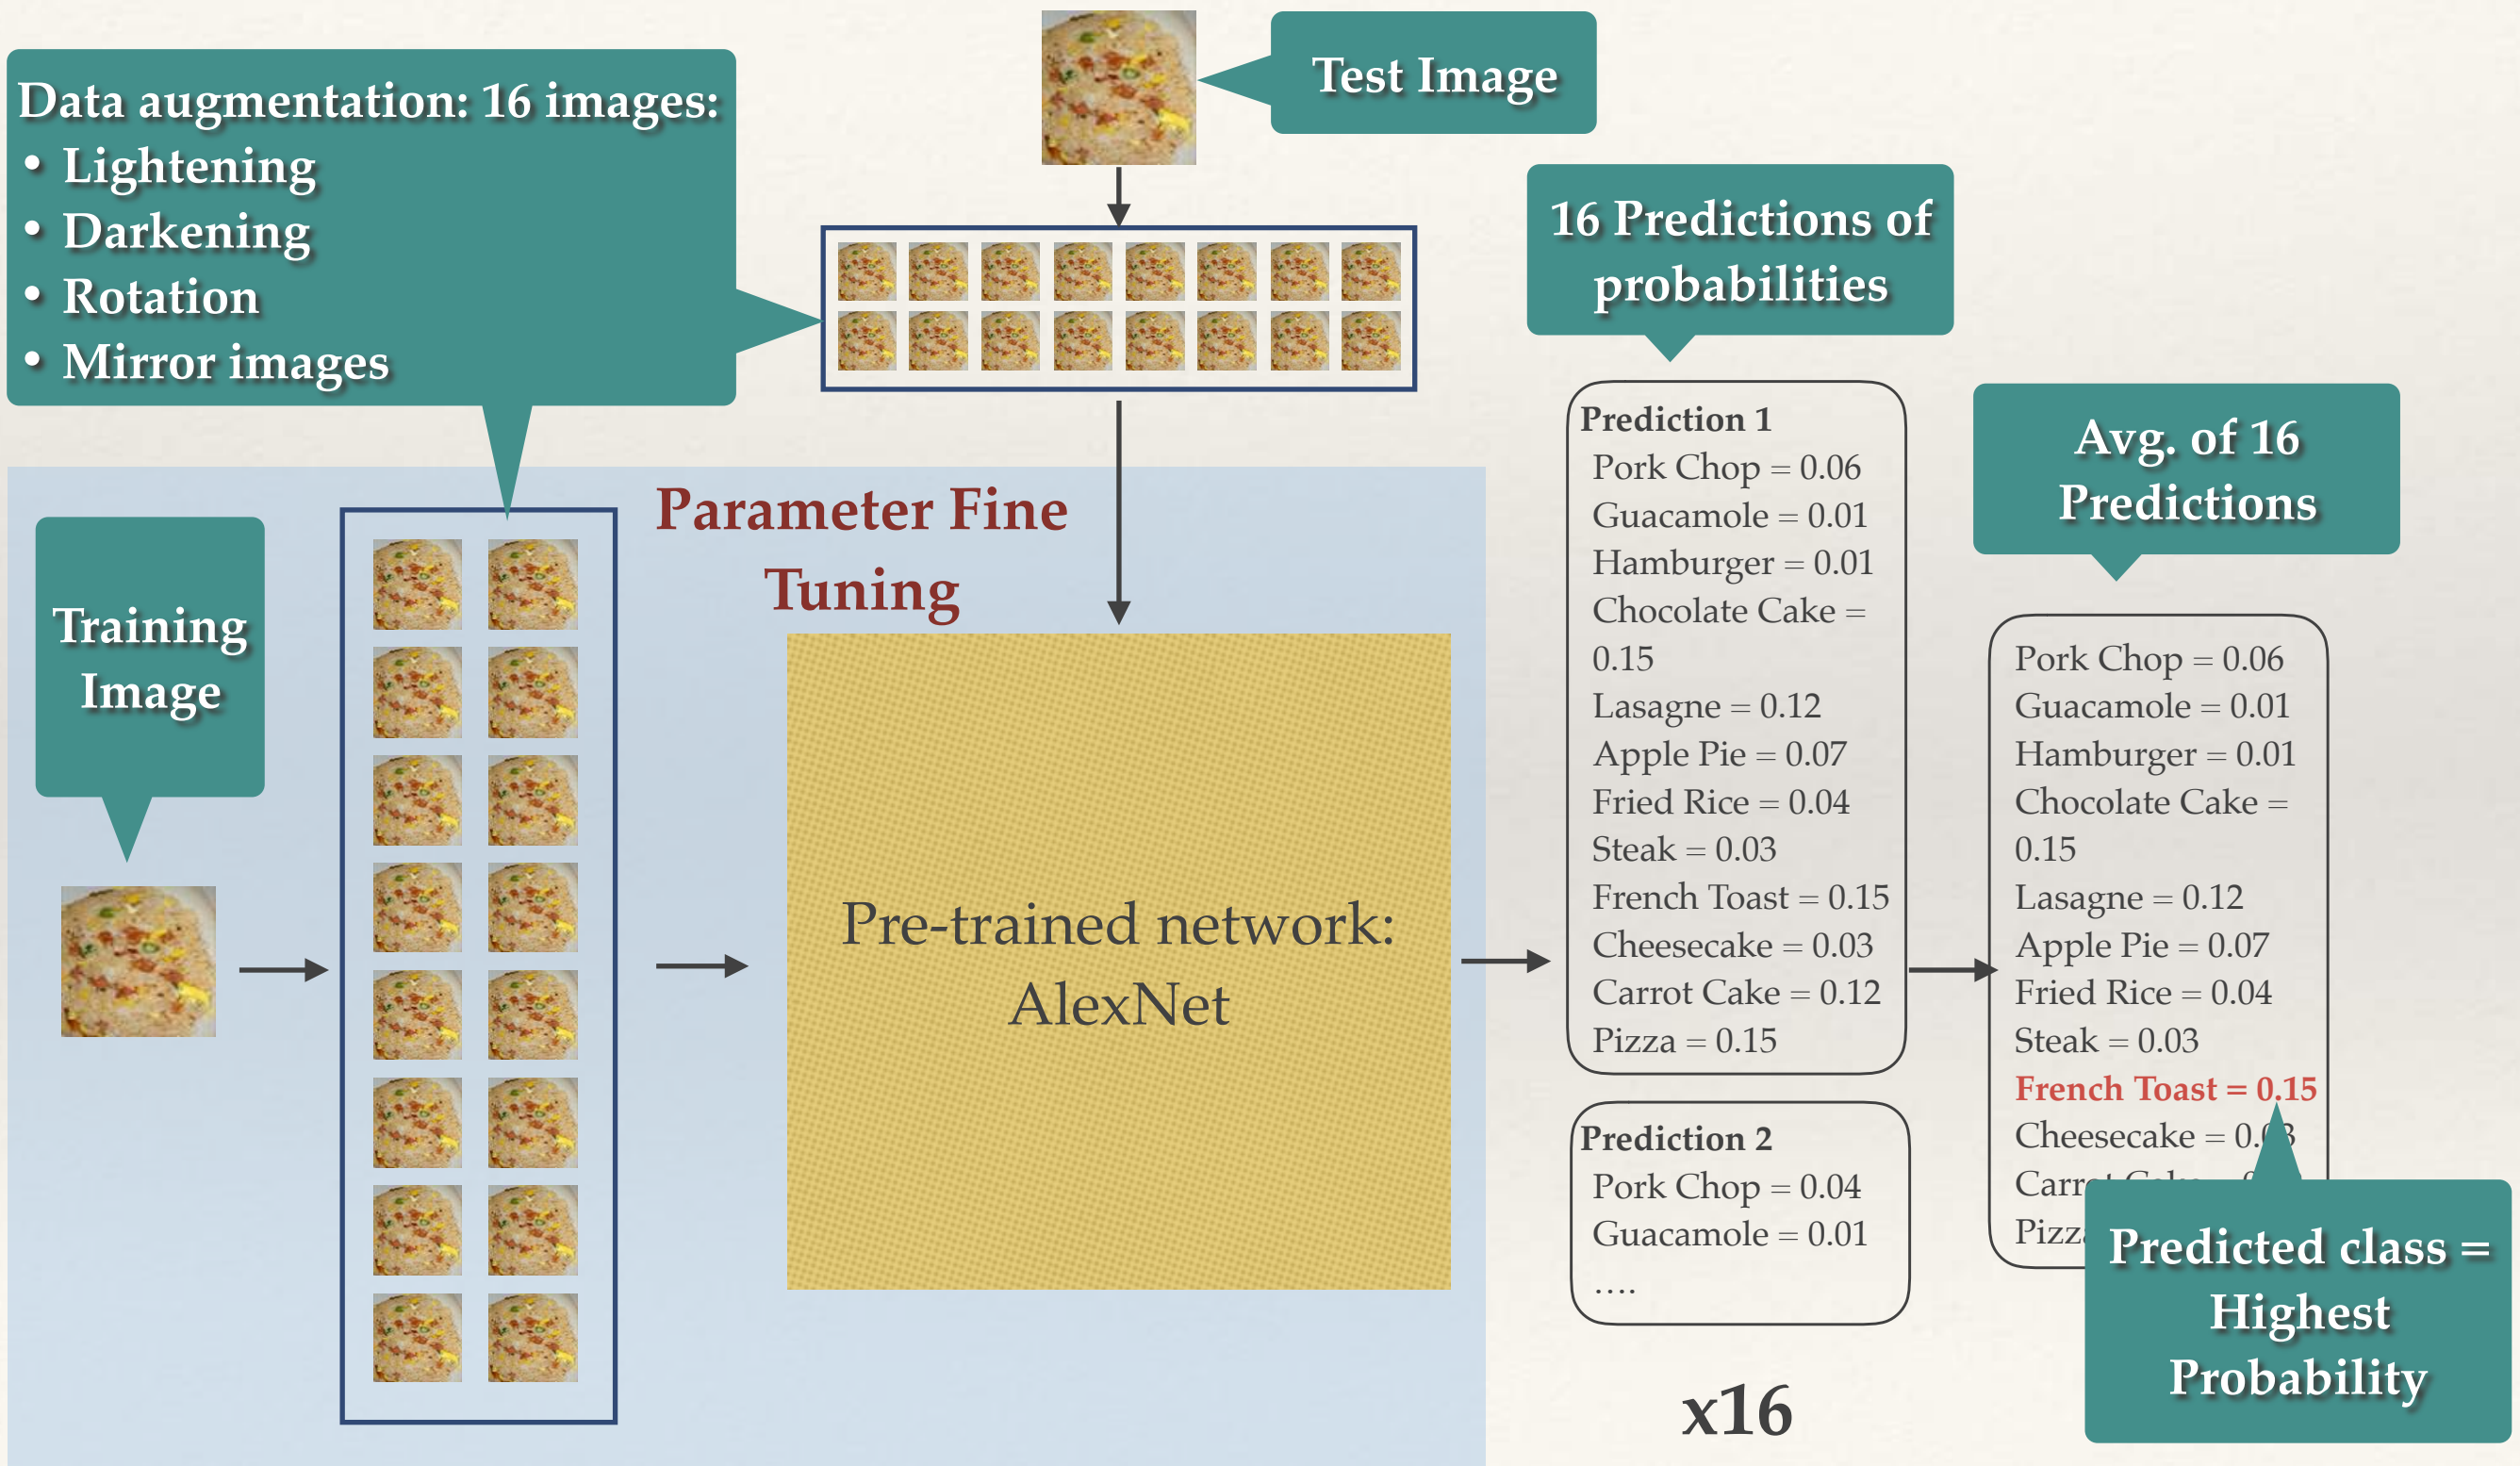 Test Image
Data augmentation: 16 images:
• Lightening
• Darkening
• Rotation
• Mirror images
16 Predictions of
probabilities
Avg. of 16
Predictions
Parameter Fine
Tuning
Training
Image
Pre-trained network:
AlexNet
Prediction 1
Pork Chop = 0.06
Guacamole = 0.01
Hamburger = 0.01
Chocolate Cake =
0.15
Lasagne = 0.12
Apple Pie = 0.07
Fried Rice = 0.04
Steak = 0.03
French Toast = 0.15
Cheesecake = 0.03
Carrot Cake = 0.12
Pizza = 0.15
Prediction 2
Pork Chop = 0.04
Guacamole = 0.01
....
x16
Pork Chop = 0.06
Guacamole = 0.01
Hamburger = 0.01
Chocolate Cake =
0.15
Lasagne = 0.12
Apple Pie = 0.07
Fried Rice = 0.04
Steak = 0.03
French Toast = 0.15
Cheesecake = 0.03
Predicted class =
Highest
Probability